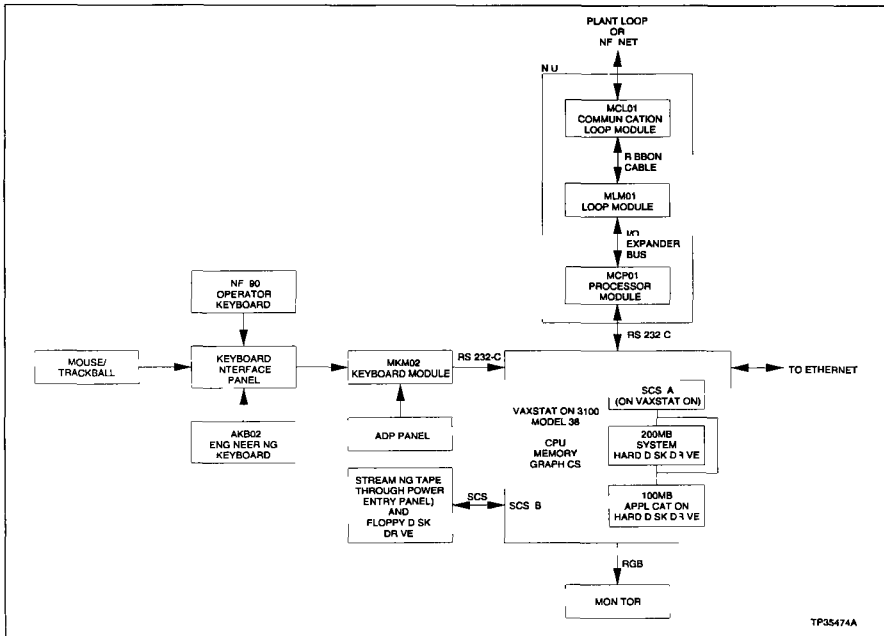 PLANT LOOP
OR
NF NET
N U
MCL01
COMMUN CATION
LOOP MODULE
R BBON
CABLE
MLM01
LOOP MODULE
I/O
EXPANDER
BUS
MCP01
PROCESSOR
MODULE
RS 232 C
NF 90
OPERATOR
KEYBOARD
MOUSE/
TRACKBALL
KEYBOARD
NTERFACE
PANEL
MKM02
KEYBOARD MODULE
RS 232-C
TO ETHERNET
AKB02
ENG NEER NG
KEYBOARD
ADP PANEL
VAXSTAT ON 3100
MODEL 38
CPU
MEMORY
GRAPH CS
SCS A
(ON VAXSTAT ON)
200MB
SYSTEM
HARD D SK D R VE
100MB
APPL CAT ON
HARD D SK D R VE
STREAM NG TAPE
THROUGH POWER
ENTRY PANEL)
AND
FLOPPY D SK
DR VE
SCS
SCS B
RGB
MON TOR
TP35474A